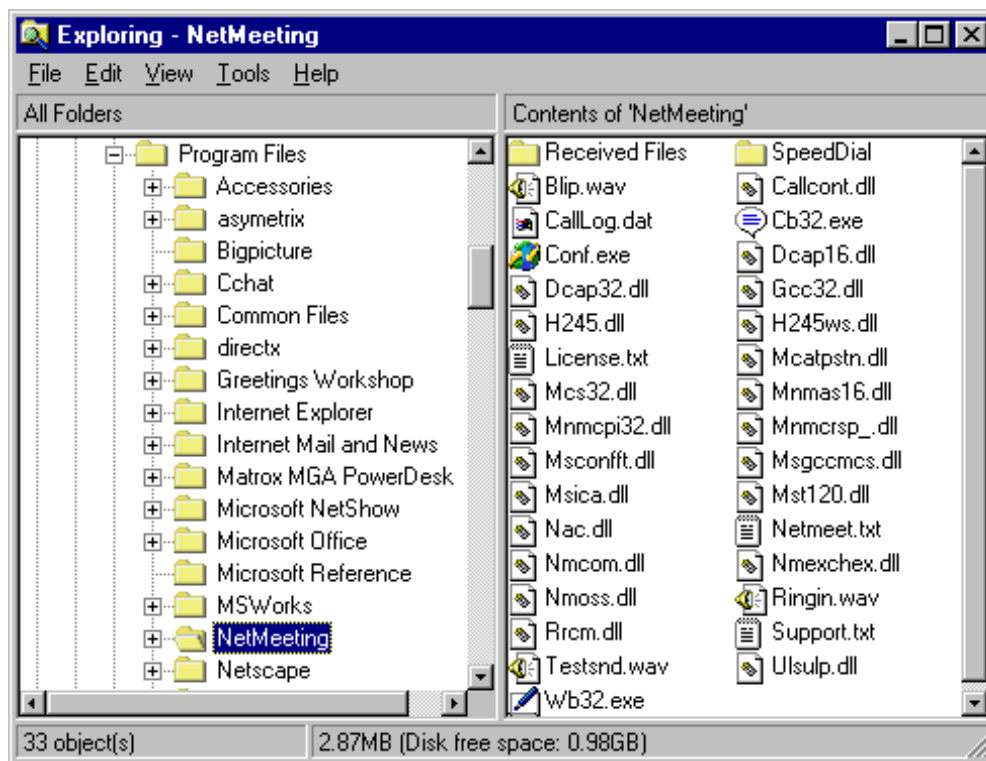 Exploring - NetMeeting
File Edit View Tools Help
All Folders
Contents of 'NetMeeting'
Program Files
Accessories
asymetrix
Bigpicture
Cchat
Common Files
directx
Greetings Workshop
Internet Explorer
Internet Mail and News
Matrox MGA PowerDesk
Microsoft NetShow
Microsoft Office
Microsoft Reference
MSWorks
NetMeeting
Netscape
Received Files SpeedDial
Blip.wav Callcont.dll
CallLog.dat Cb32.exe
Conf.exe Dcap16.dll
Dcap32.dll Gcc32.dll
H245.dll H245ws.dll
License.txt Mcatpstn.dll
Mcs32.dll Mnmas16.dll
Mnmcpi32.dll Mnmcrsp_.dll
Msconfft.dll Msgccmcs.dll
Msica.dll Mst120.dll
Nac.dll Netmeet.txt
Nmcom.dll Nmexchex.dll
Nmoss.dll Ringin.wav
Rrcm.dll Support.txt
Testsnd.wav Ulsulp.dll
Wb32.exe
33 object(s)
2.87MB (Disk free space: 0.98GB)